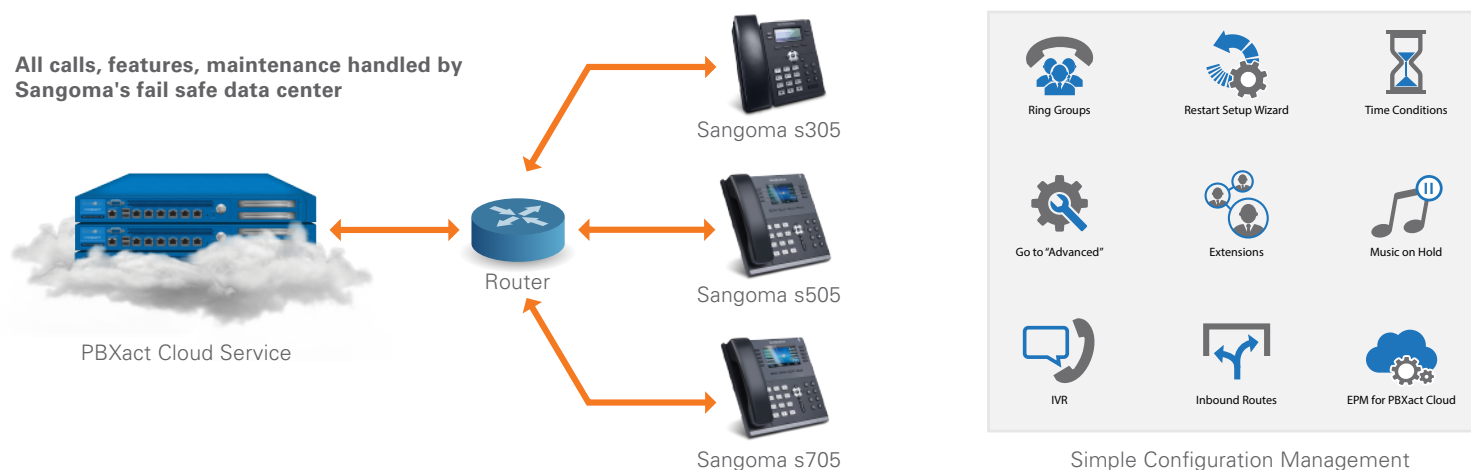 All calls, features, maintenance handled by
Sangoma's fail safe data center
PBXact Cloud Service
Router
Sangoma s305
Sangoma s505
Sangoma s705
Ring Groups
Restart Setup Wizard
Time Conditions
Go to “Advanced”
Extensions
Music on Hold
IVR
Inbound Routes
EPM for PBXact Cloud
Simple Configuration Management